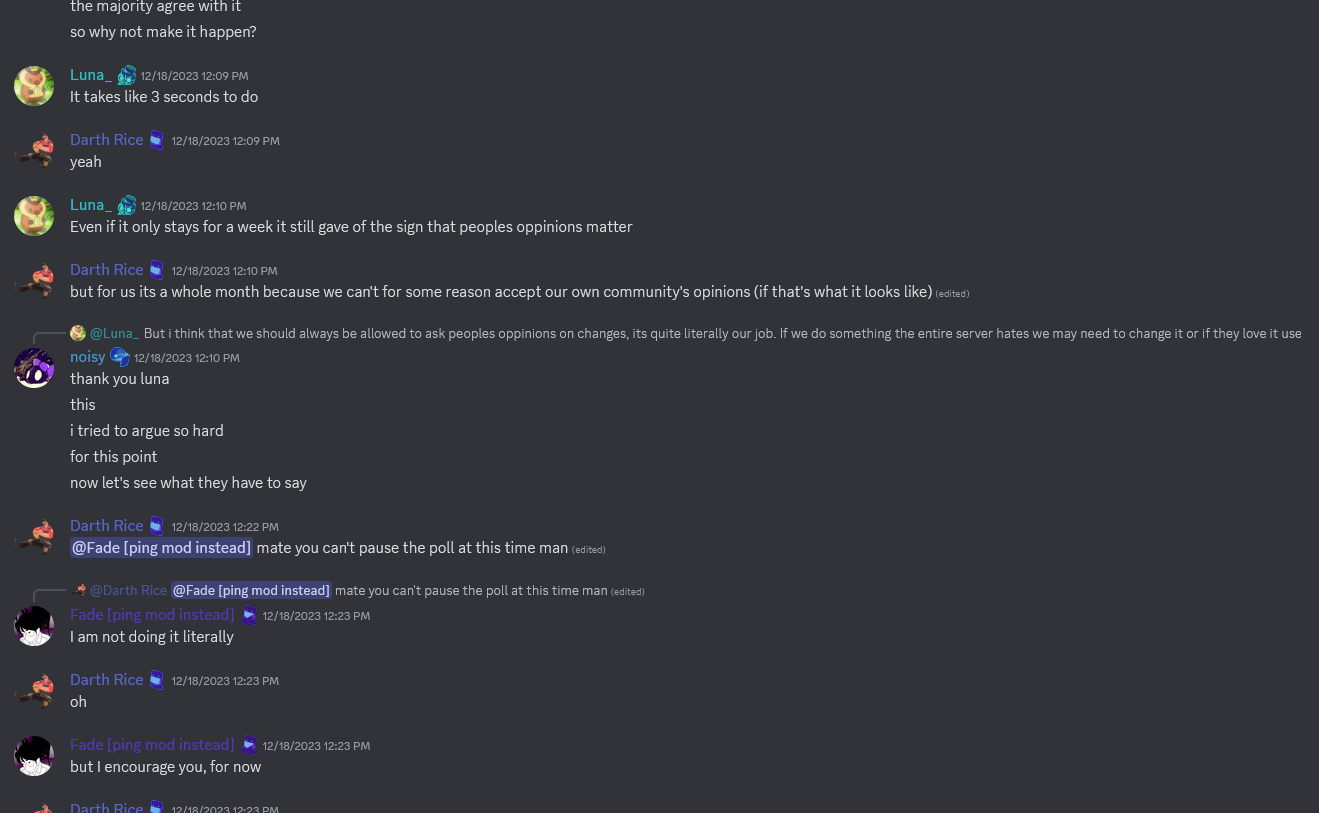 the majority agree with it
so why not make it happen?
Luna_ 12/18/2023 12:09 PM
It takes like 3 seconds to do
Darth Rice 12/18/2023 12:09 PM
yeah
Luna_ 12/18/2023 12:10 PM
Even if it only stays for a week it still gave of the sign that peoples oppinions matter
Darth Rice 12/18/2023 12:10 PM
but for us its a whole month because we can't for some reason accept our own community's opinions (if that's what it looks like) (edited)
@Luna_ But i think that we should always be allowed to ask peoples oppinions on changes, its quite literally our job. If we do something the entire server hates we may need to change it or if they love it use
noisy 12/18/2023 12:10 PM
thank you luna
this
i tried to argue so hard
for this point
now let's see what they have to say
Darth Rice 12/18/2023 12:22 PM
@Fade [ping mod instead] mate you can't pause the poll at this time man (edited)
@Darth Rice @Fade [ping mod instead] mate you can't pause the poll at this time man (edited)
Fade [ping mod instead] 12/18/2023 12:23 PM
I am not doing it literally
Darth Rice 12/18/2023 12:23 PM
oh
Fade [ping mod instead] 12/18/2023 12:23 PM
but I encourage you, for now
Darth Rice 12/18/2023 12:23 PM